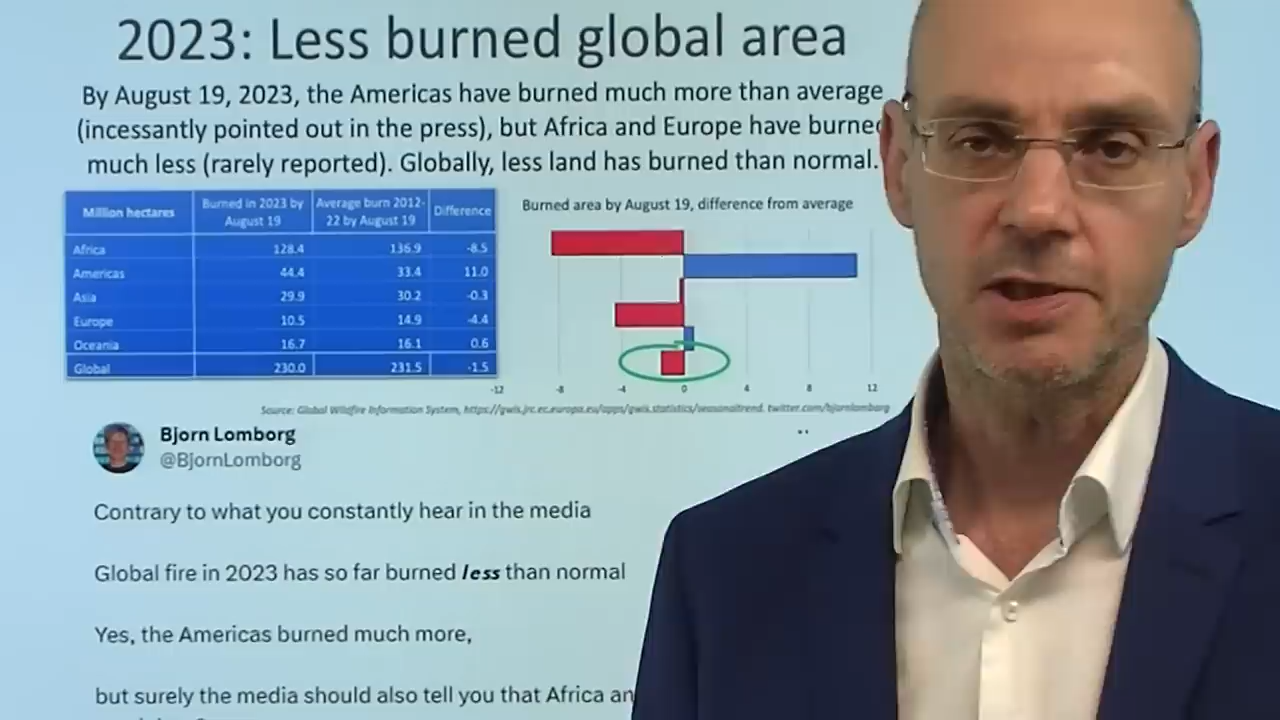 2023: Less burned global area
By August 19, 2023, the Americas have burned much more than average
(incessantly pointed out in the press), but Africa and Europe have burned
much less (rarely reported). Globally, less land has burned than normal.
Million hectares Burned in 2023 by August 19 Average burn 2012-22 by August 19 Difference
Africa 128.4 136.9 -8.5
Americas 44.4 33.4 11.0
Asia 29.9 30.2 -0.3
Europe 10.5 14.9 -4.4
Oceania 16.7 16.1 0.6
Global 230.0 231.5 -1.5
Burned area by August 19, difference from average
-12 -8 -4 0 4 8 12
Source: Global Wildfire Information System, https://gwis.jrc.ec.europa.eu/apps/gwis.statistics/seasonaltrend. twitter.com/bjornlomborg
Bjorn Lomborg
@BjornLomborg
Contrary to what you constantly hear in the media
Global fire in 2023 has so far burned less than normal
Yes, the Americas burned much more,
but surely the media should also tell you that Africa an